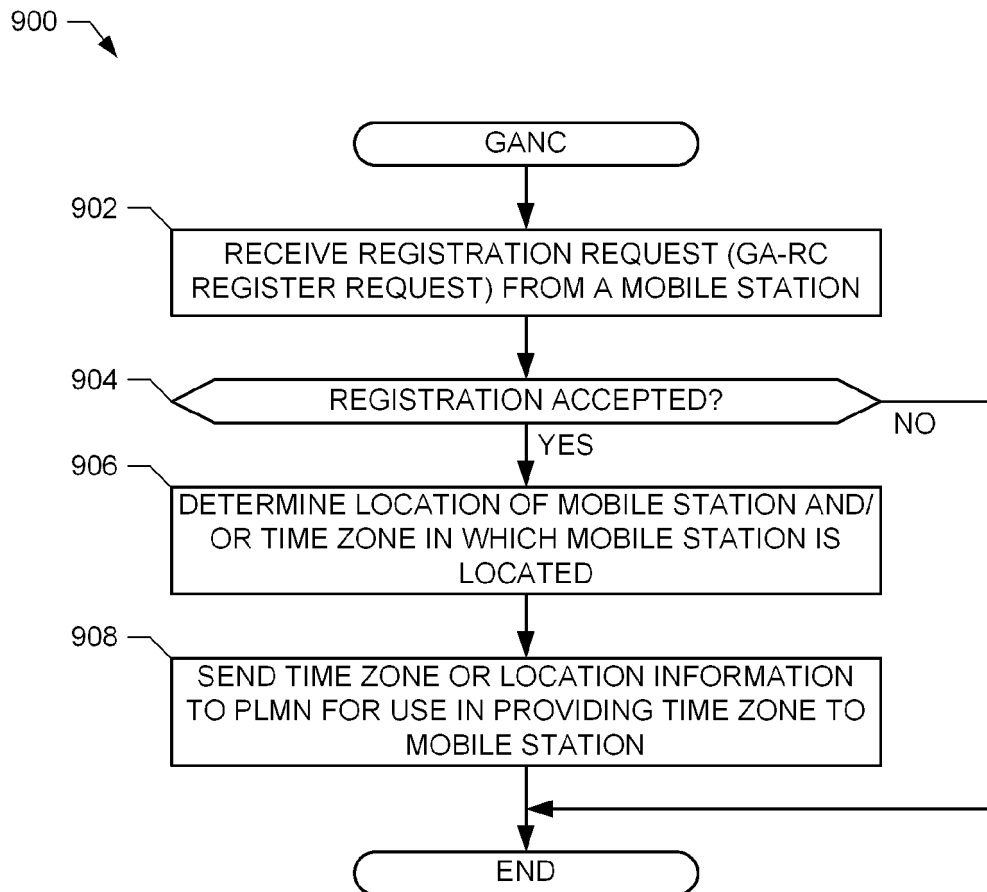 900
GANC
902
RECEIVE REGISTRATION REQUEST (GA-RC
REGISTER REQUEST) FROM A MOBILE STATION
904
REGISTRATION ACCEPTED?
NO
YES
906
DETERMINE LOCATION OF MOBILE STATION AND/
OR TIME ZONE IN WHICH MOBILE STATION IS
LOCATED
908
SEND TIME ZONE OR LOCATION INFORMATION
TO PLMN FOR USE IN PROVIDING TIME ZONE TO
MOBILE STATION
END